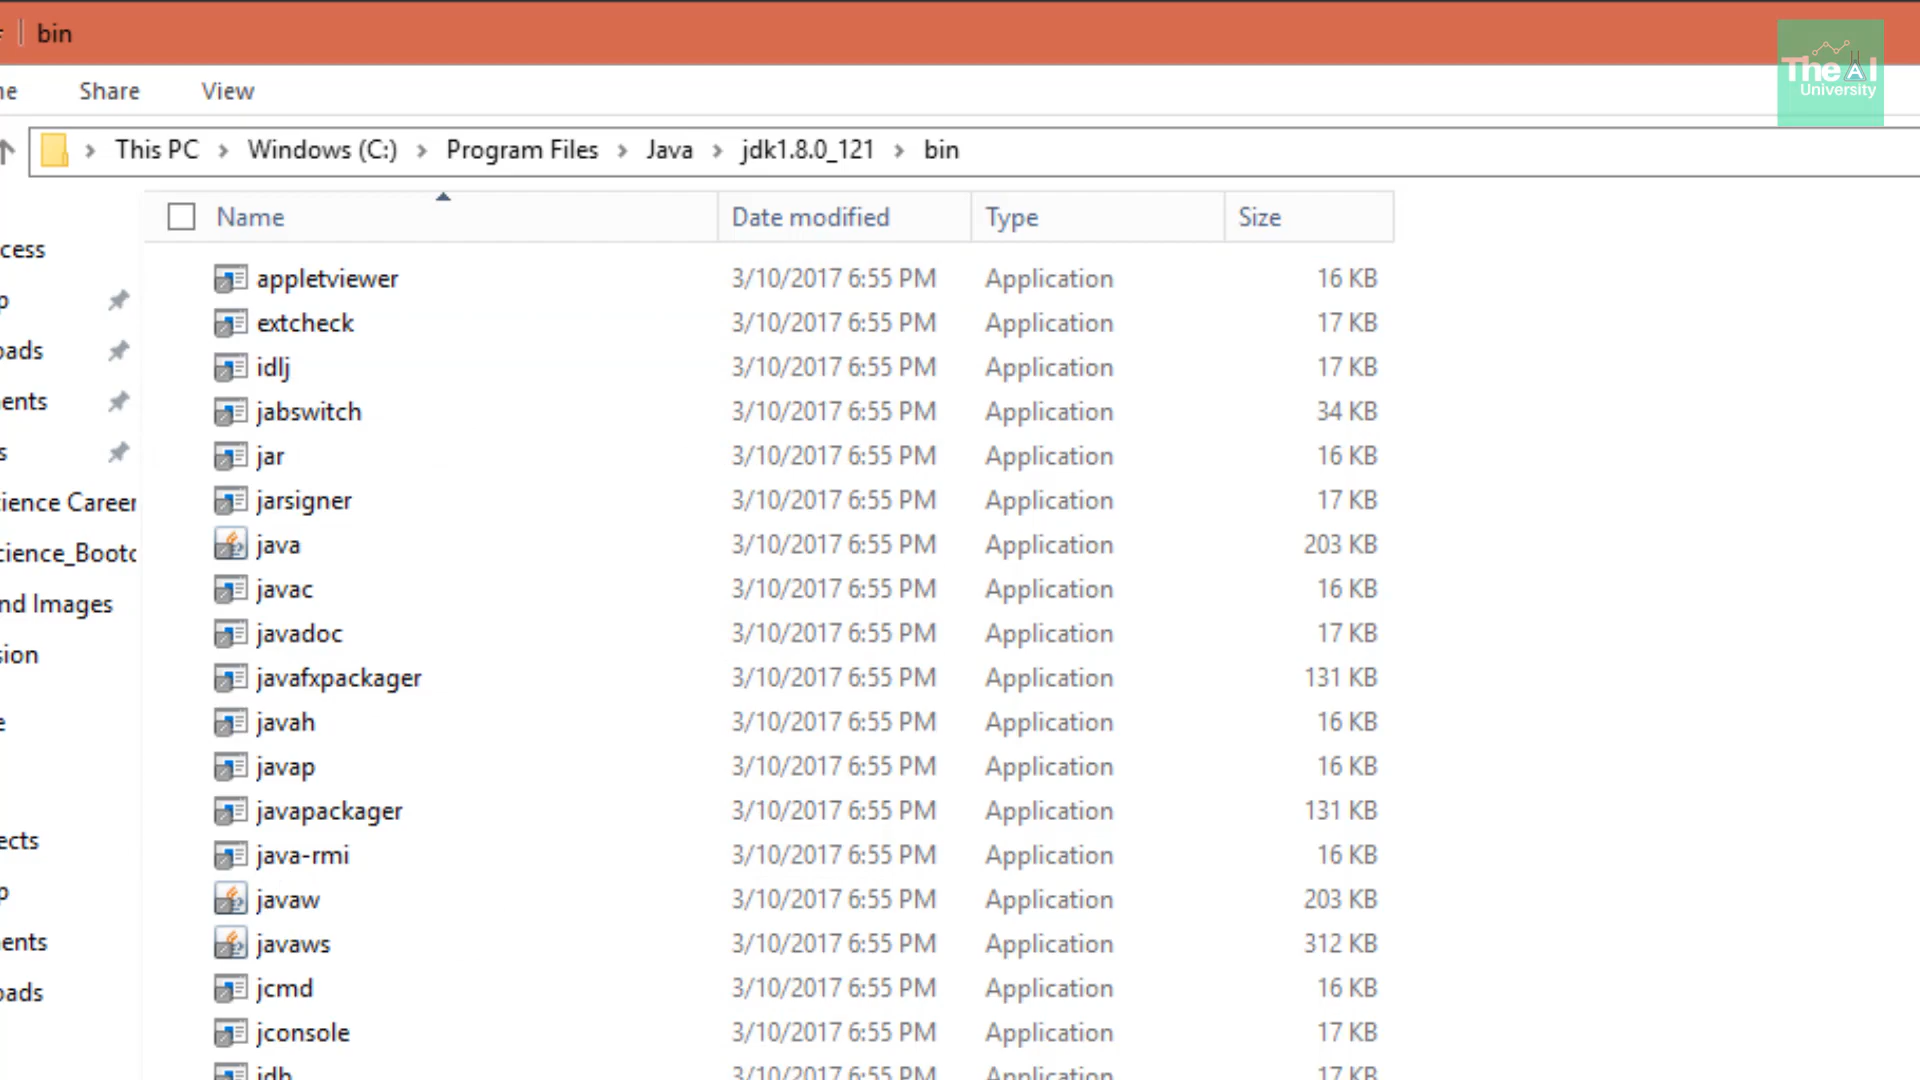 bin
The AI
University
Share View
This PC Windows (C:) Program Files Java jdk1.8.0_121 bin
Name Date modified Type Size
appletviewer 3/10/2017 6:55 PM Application 16 KB
extcheck 3/10/2017 6:55 PM Application 17 KB
idlj 3/10/2017 6:55 PM Application 17 KB
jabswitch 3/10/2017 6:55 PM Application 34 KB
jar 3/10/2017 6:55 PM Application 16 KB
jarsigner 3/10/2017 6:55 PM Application 17 KB
java 3/10/2017 6:55 PM Application 203 KB
javac 3/10/2017 6:55 PM Application 16 KB
javadoc 3/10/2017 6:55 PM Application 17 KB
javafxpackager 3/10/2017 6:55 PM Application 131 KB
javah 3/10/2017 6:55 PM Application 16 KB
javap 3/10/2017 6:55 PM Application 16 KB
javapackager 3/10/2017 6:55 PM Application 131 KB
java-rmi 3/10/2017 6:55 PM Application 16 KB
javaw 3/10/2017 6:55 PM Application 203 KB
javaws 3/10/2017 6:55 PM Application 312 KB
jcmd 3/10/2017 6:55 PM Application 16 KB
jconsole 3/10/2017 6:55 PM Application 17 KB
jdb 3/10/2017 6:55 PM Application 17 KB
cess
oads
ents
ience Career
cience_Bootc
nd Images
sion
ects
ents
oads